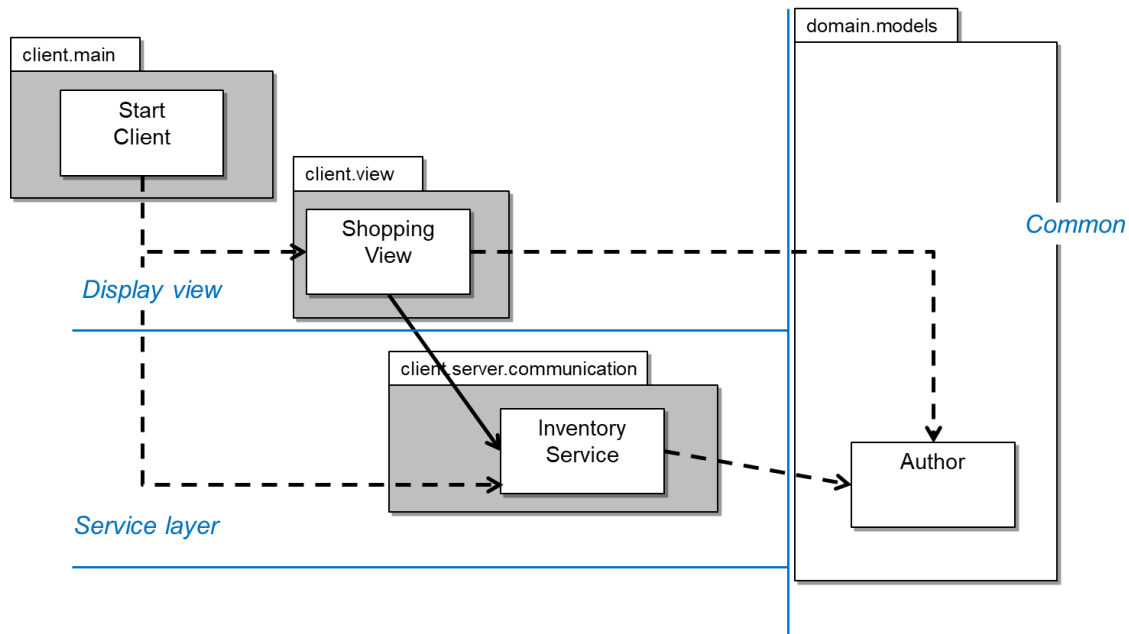 client.main
Start
Client
client.view
Shopping
View
Display view
client.server.communication
Inventory
Service
Service layer
domain.models
Common
Author